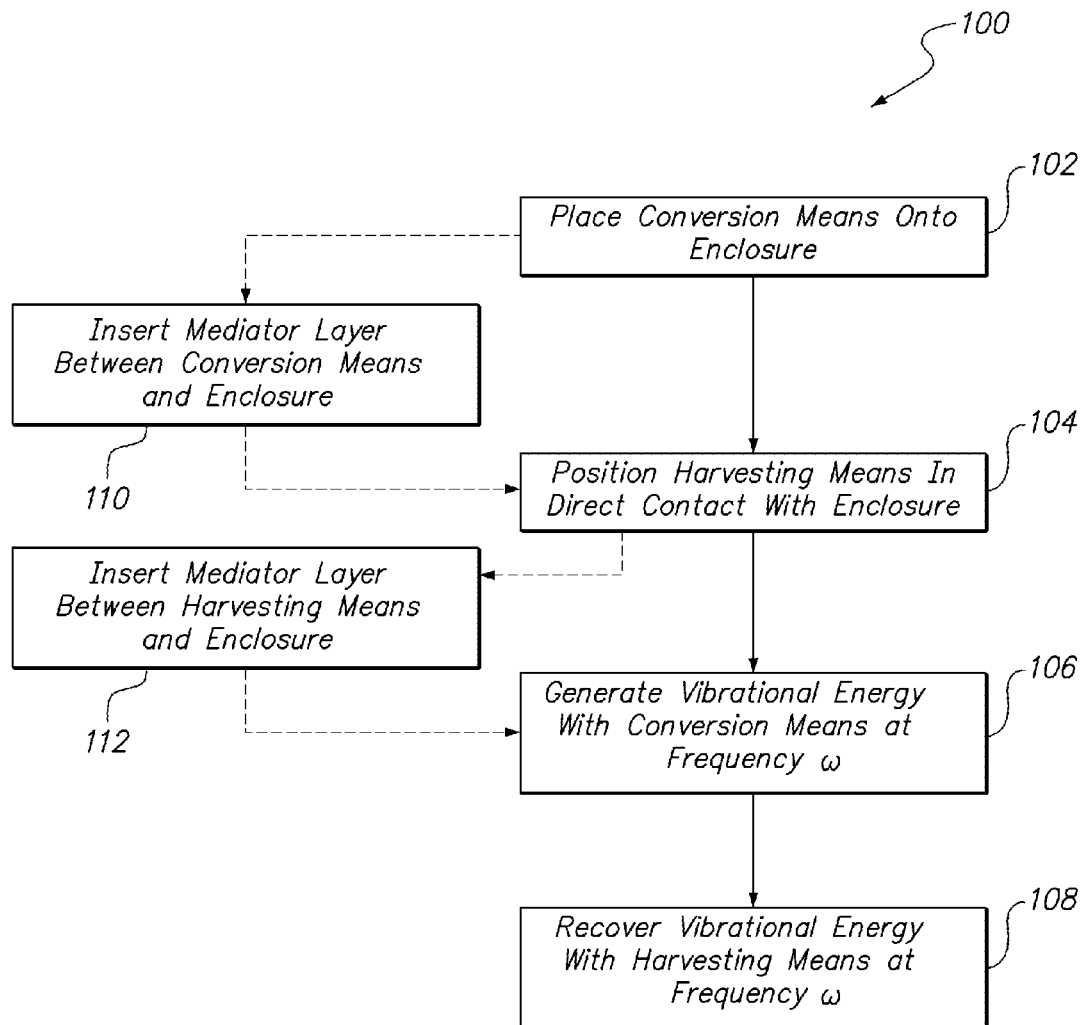 100
102
Place Conversion Means Onto
Enclosure
Insert Mediator Layer
Between Conversion Means
and Enclosure
110
104
Position Harvesting Means In
Direct Contact With Enclosure
Insert Mediator Layer
Between Harvesting Means
and Enclosure
112
106
Generate Vibrational Energy
With Conversion Means at
Frequency ω
108
Recover Vibrational Energy
With Harvesting Means at
Frequency ω